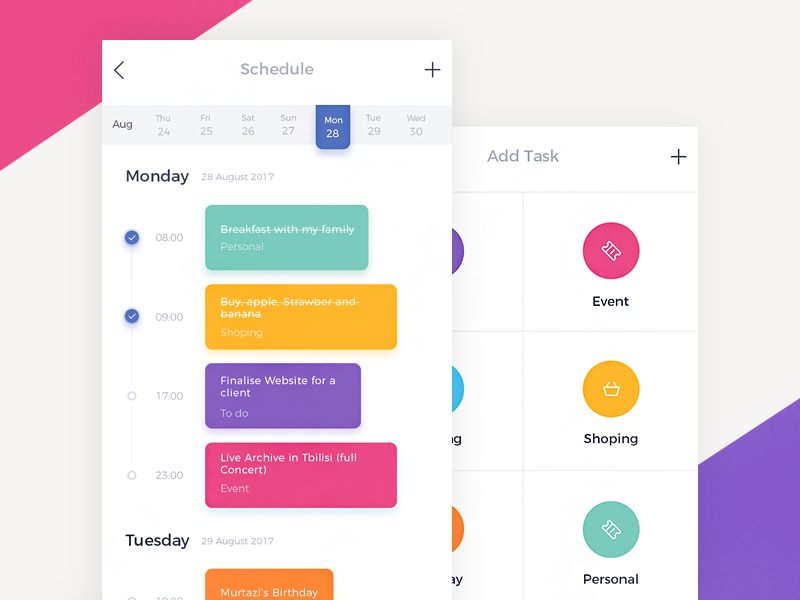 Schedule
Aug
Thu
24
Fri
25
Sat
26
Sun
27
Mon
28
Tue
29
Wed
30
Monday 28 August 2017
08:00
Breakfast with my family
Personal
09:00
Buy, apple, Strawber and
banana
Shoping
17:00
Finalise Website for a
client
To do
23:00
Live Archive in Tbilisi (full
Concert)
Event
Tuesday 29 August 2017
Murtazi's Birthday
Add Task
Event
Shoping
Personal